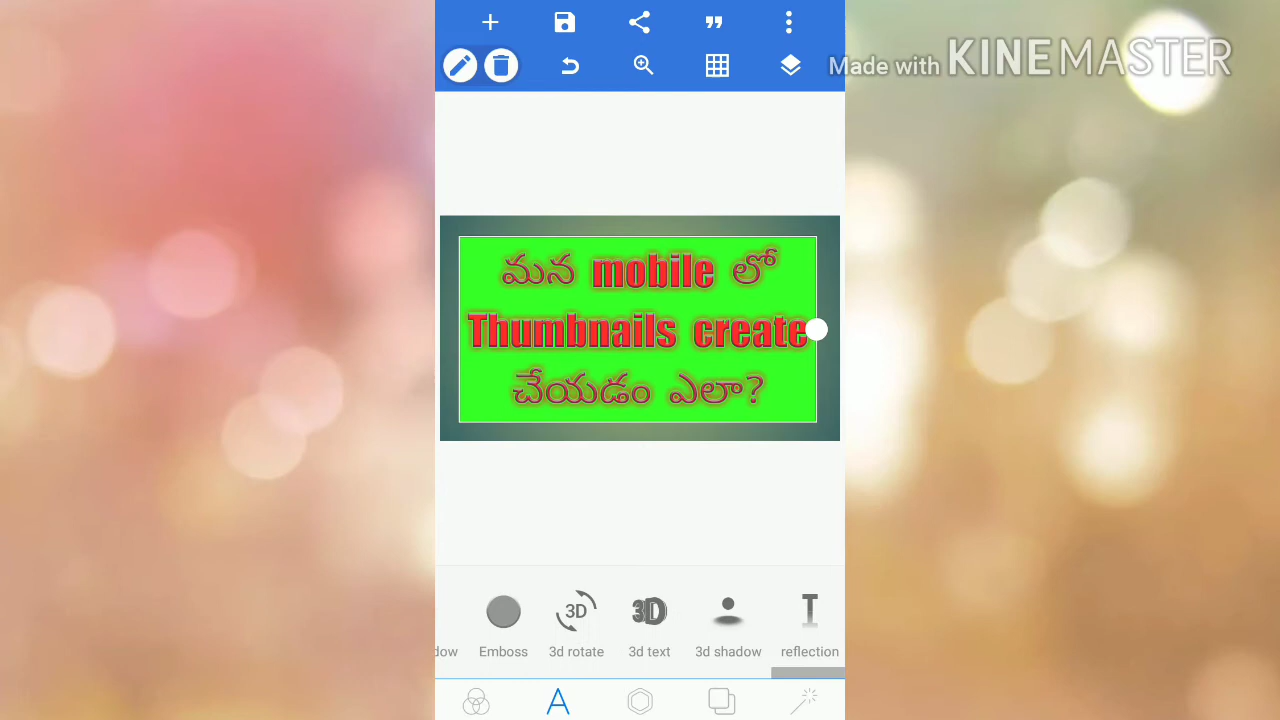 Made with KINEMASTER
మన mobile లో
Thumbnails create
చేయడం ఎలా?
3D
3D
T
Emboss
3d rotate
3d text
3d shadow
reflection
A